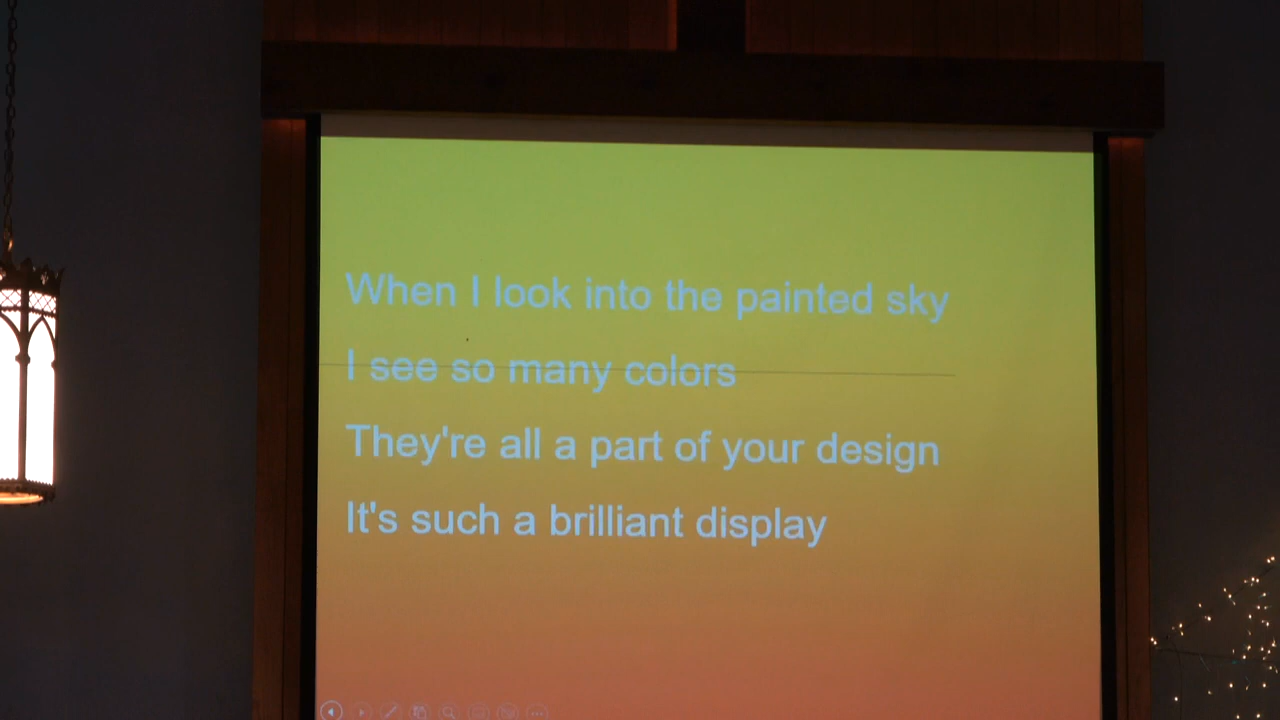 When I look into the painted sky
I see so many colors
They're all a part of your design
It's such a brilliant display